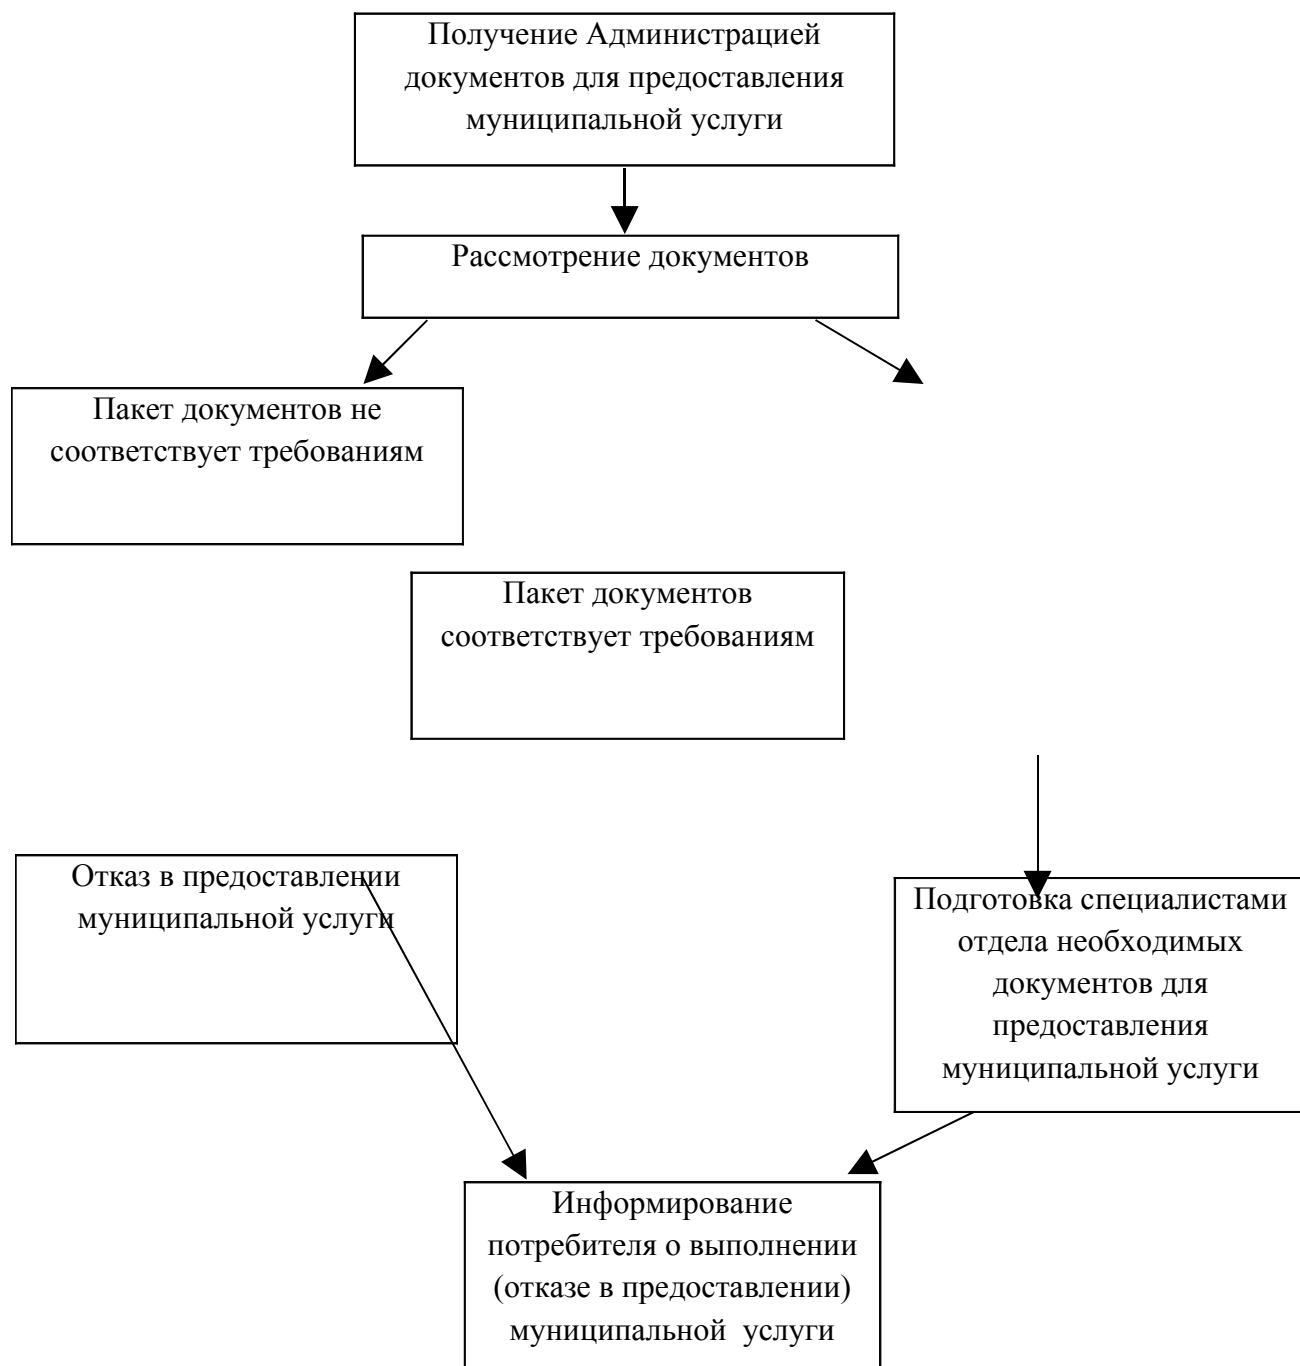 Получение Администрацией
документов для предоставления
муниципальной услуги
Рассмотрение документов
Пакет документов не
соответствует требованиям
Пакет документов
соответствует требованиям
Отказ в предоставлении
муниципальной услуги
Подготовка специалистами
отдела необходимых
документов для
предоставления
муниципальной услуги
Информирование
потребителя о выполнении
(отказе в предоставлении)
муниципальной услуги